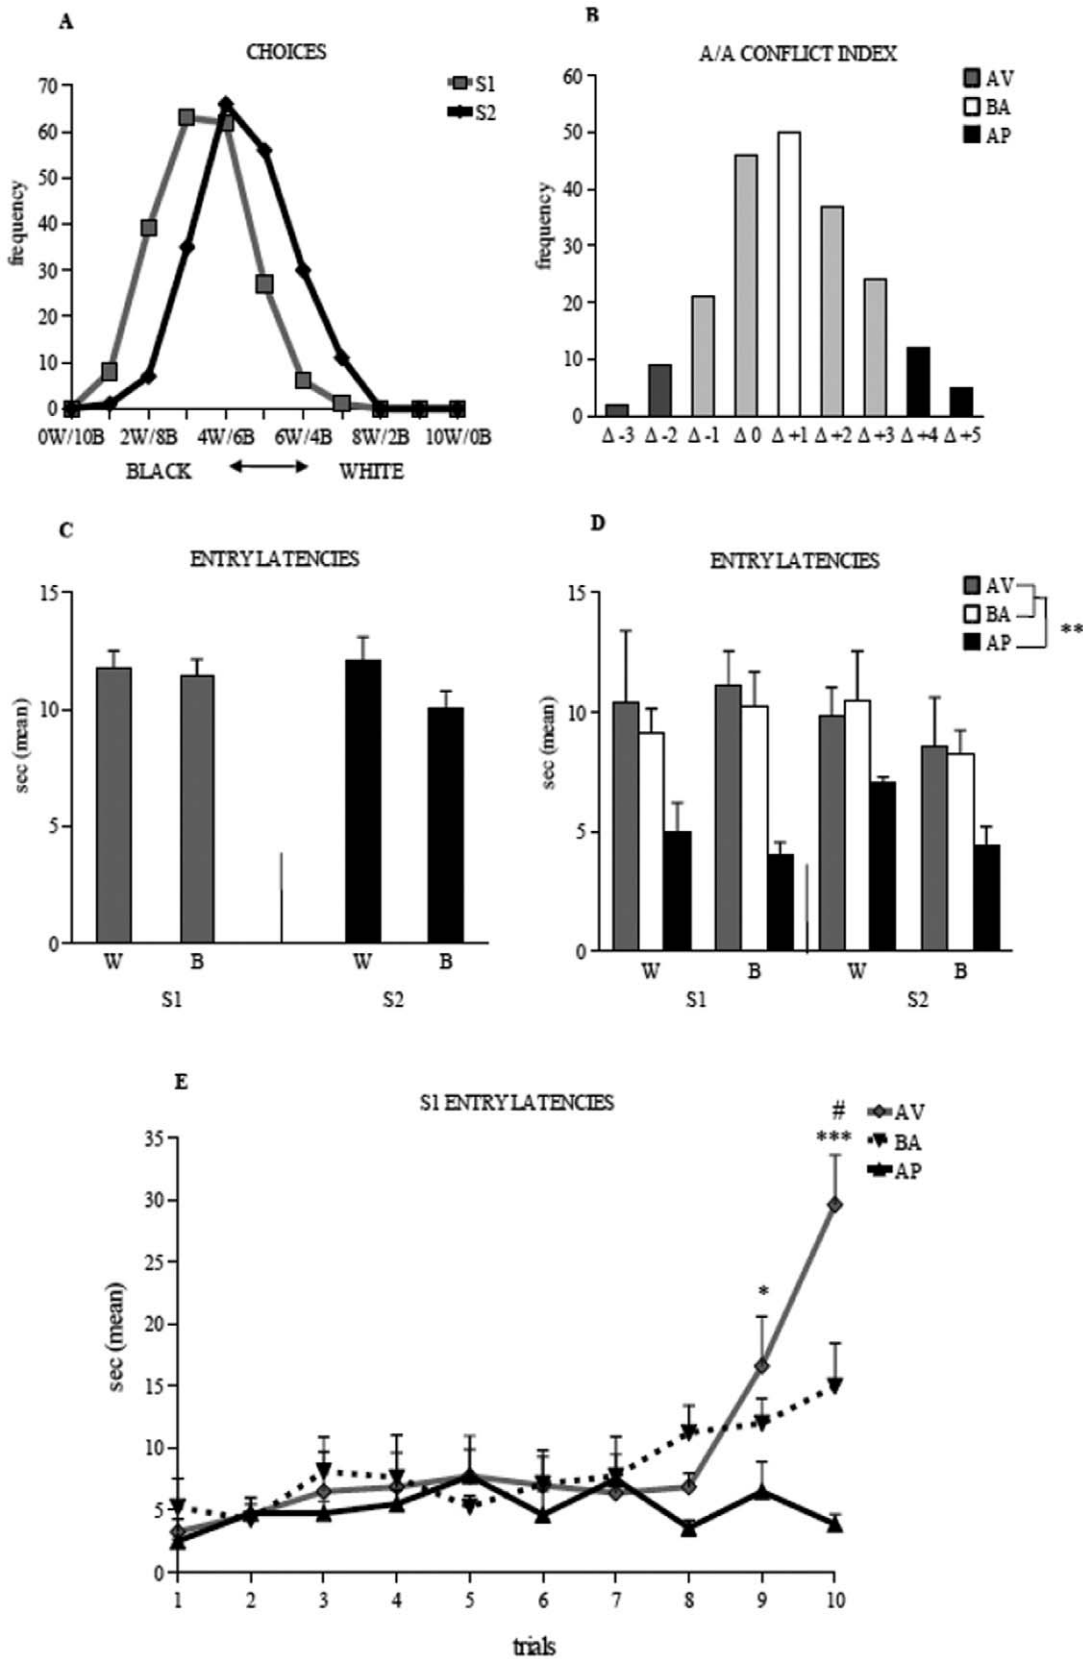 A
CHOICES
S1
S2
frequency
70
60
50
40
30
20
10
0
0W/10B 2W/8B 4W/6B 6W/4B 8W/2B 10W/0B
BLACK WHITE
B
A/A CONFLICT INDEX
AV
BA
AP
frequency
60
50
40
30
20
10
0
Δ -3 Δ -2 Δ -1 Δ 0 Δ +1 Δ +2 Δ +3 Δ +4 Δ +5
C
ENTRY LATENCIES
sec (mean)
15
10
5
0
W B W B
S1 S2
D
ENTRY LATENCIES
AV
BA
AP
**
sec (mean)
15
10
5
0
W B W B
S1 S2
E
S1 ENTRY LATENCIES
# AV
*** BA
AP
*
sec (mean)
35
30
25
20
15
10
5
0
1 2 3 4 5 6 7 8 9 10
trials